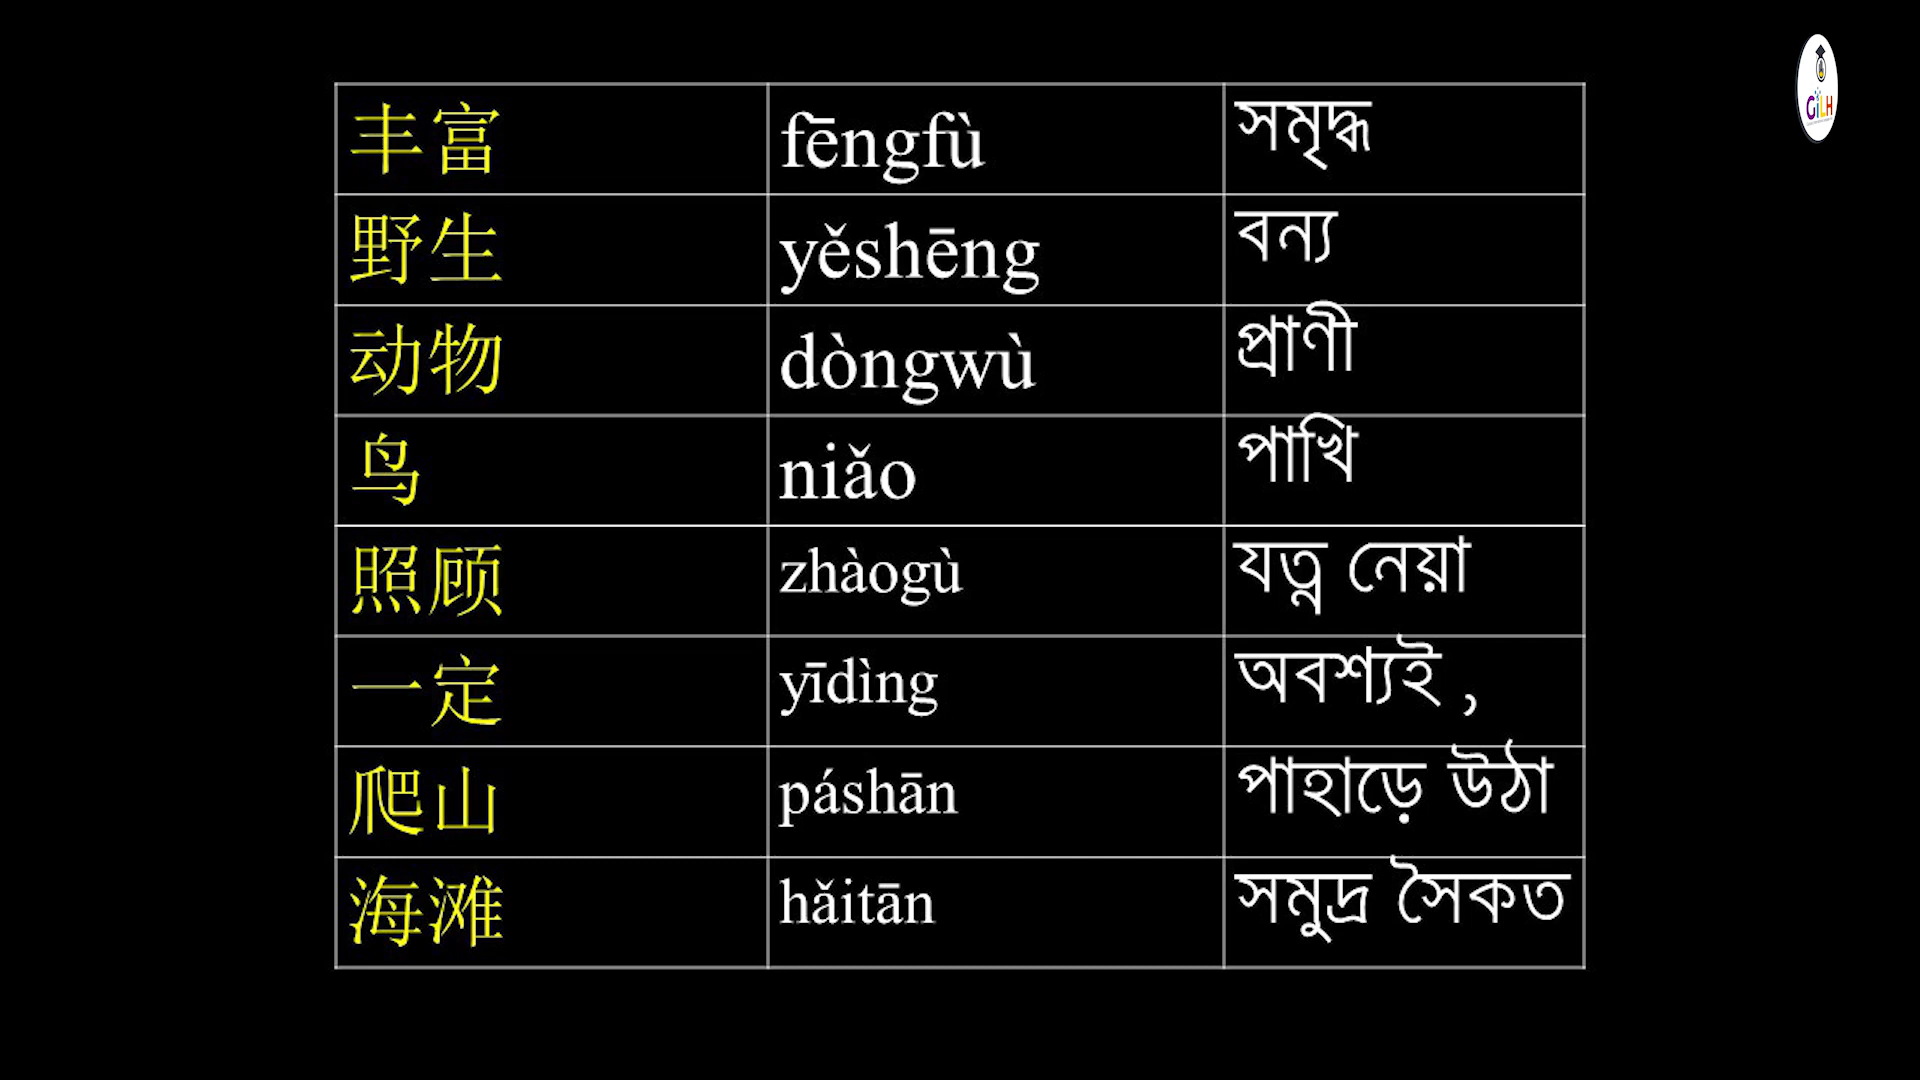 丰富 fēngfù সমৃদ্ধ
野生 yěshēng বন্য
动物 dòngwù প্রাণী
鸟 niǎo পাখি
照顾 zhàogù যত্ন নেয়া
一定 yīdìng অবশ্যই ,
爬山 páshān পাহাড়ে উঠা
海滩 hǎitān সমুদ্র সৈকত
GiLH